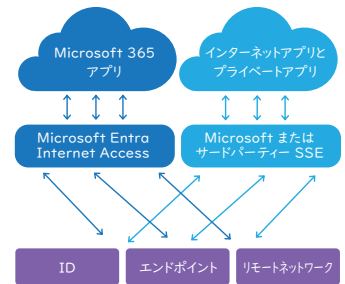 Microsoft 365
アプリ
インターネットアプリと
プライベートアプリ
Microsoft Entra
Internet Access
Microsoft または
サードパーティー SSE
ID
エンドポイント
リモートネットワーク